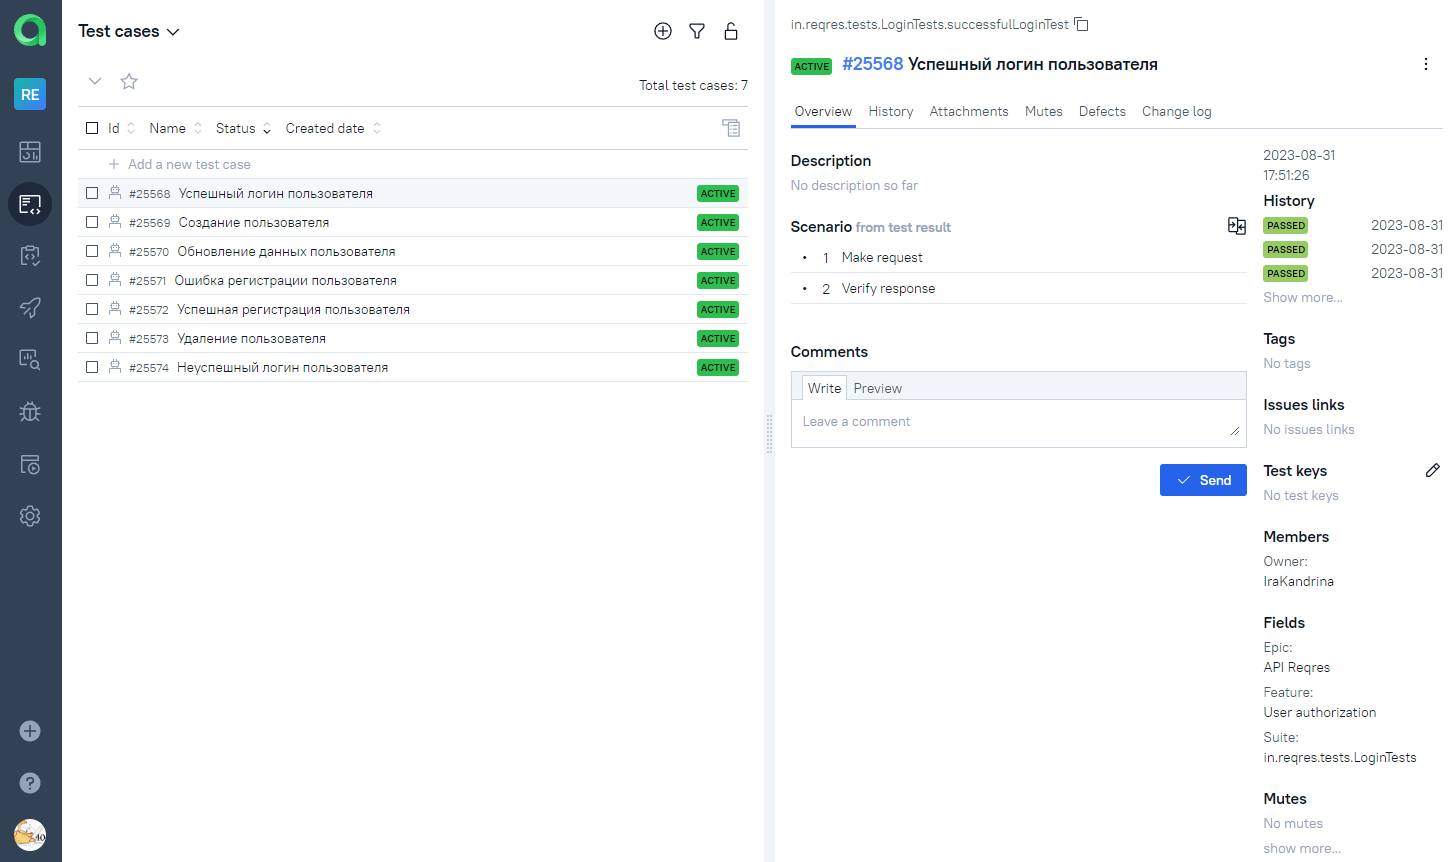 RE
Test cases
Total test cases: 7
Id Name Status Created date
Add a new test case
#25568 Успешный логин пользователя ACTIVE
#25569 Создание пользователя ACTIVE
#25570 Обновление данных пользователя ACTIVE
#25571 Ошибка регистрации пользователя ACTIVE
#25572 Успешная регистрация пользователя ACTIVE
#25573 Удаление пользователя ACTIVE
#25574 Неуспешный логин пользователя ACTIVE
in.reqres.tests.LoginTests.successfulLoginTest
ACTIVE #25568 Успешный логин пользователя
Overview History Attachments Mutes Defects Change log
Description
No description so far
Scenario from test result
• 1 Make request
• 2 Verify response
Comments
Write Preview
Leave a comment
Send
2023-08-31
17:51:26
History
PASSED 2023-08-31
PASSED 2023-08-31
PASSED 2023-08-31
Show more...
Tags
No tags
Issues links
No issues links
Test keys
No test keys
Members
Owner:
IraKandrina
Fields
Epic:
API Reqres
Feature:
User authorization
Suite:
in.reqres.tests.LoginTests
Mutes
No mutes
show more...